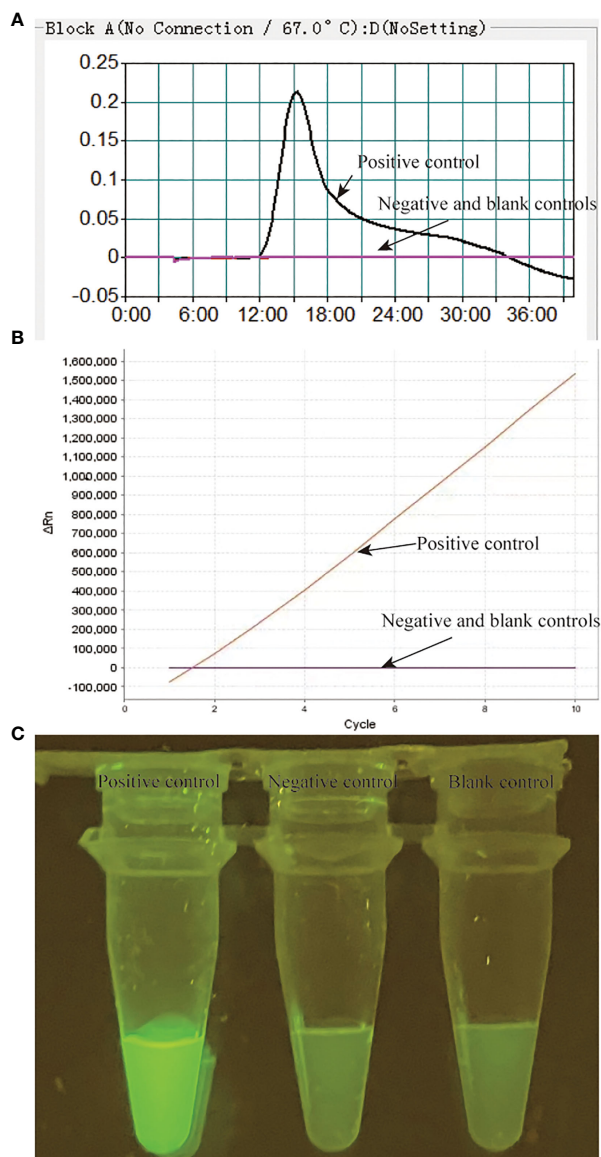 A
Block A(No Connection / 67.0° C):D(NoSetting)
0.25
0.2
0.15
0.1
0.05
0
-0.05
Positive control
Negative and blank controls
0:00 6:00 12:00 18:00 24:00 30:00 36:00
B
1,600,000
1,500,000
1,400,000
1,300,000
1,200,000
1,100,000
1,000,000
900,000
800,000
700,000
600,000
500,000
400,000
300,000
200,000
100,000
0
-100,000
ΔRn
Positive control
Negative and blank controls
0 2 4 6 8 10
Cycle
C
Positive control Negative control Blank control